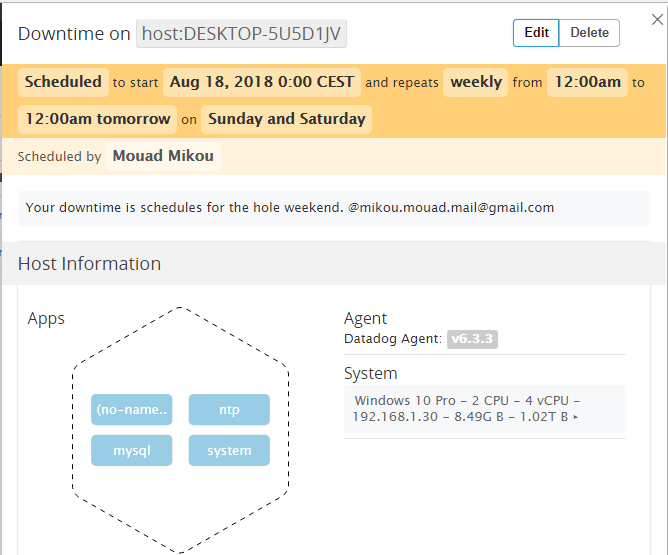 Downtime on host:DESKTOP-5U5D1JV Edit Delete
Scheduled to start Aug 18, 2018 0:00 CEST and repeats weekly from 12:00am to
12:00am tomorrow on Sunday and Saturday
Scheduled by Mouad Mikou
Your downtime is schedules for the hole weekend. @mikou.mouad.mail@gmail.com
Host Information
Apps
(no-name..
ntp
mysql
system
Agent
Datadog Agent: v6.3.3
System
Windows 10 Pro – 2 CPU – 4 vCPU –
192.168.1.30 – 8.49G B – 1.02T B ▸